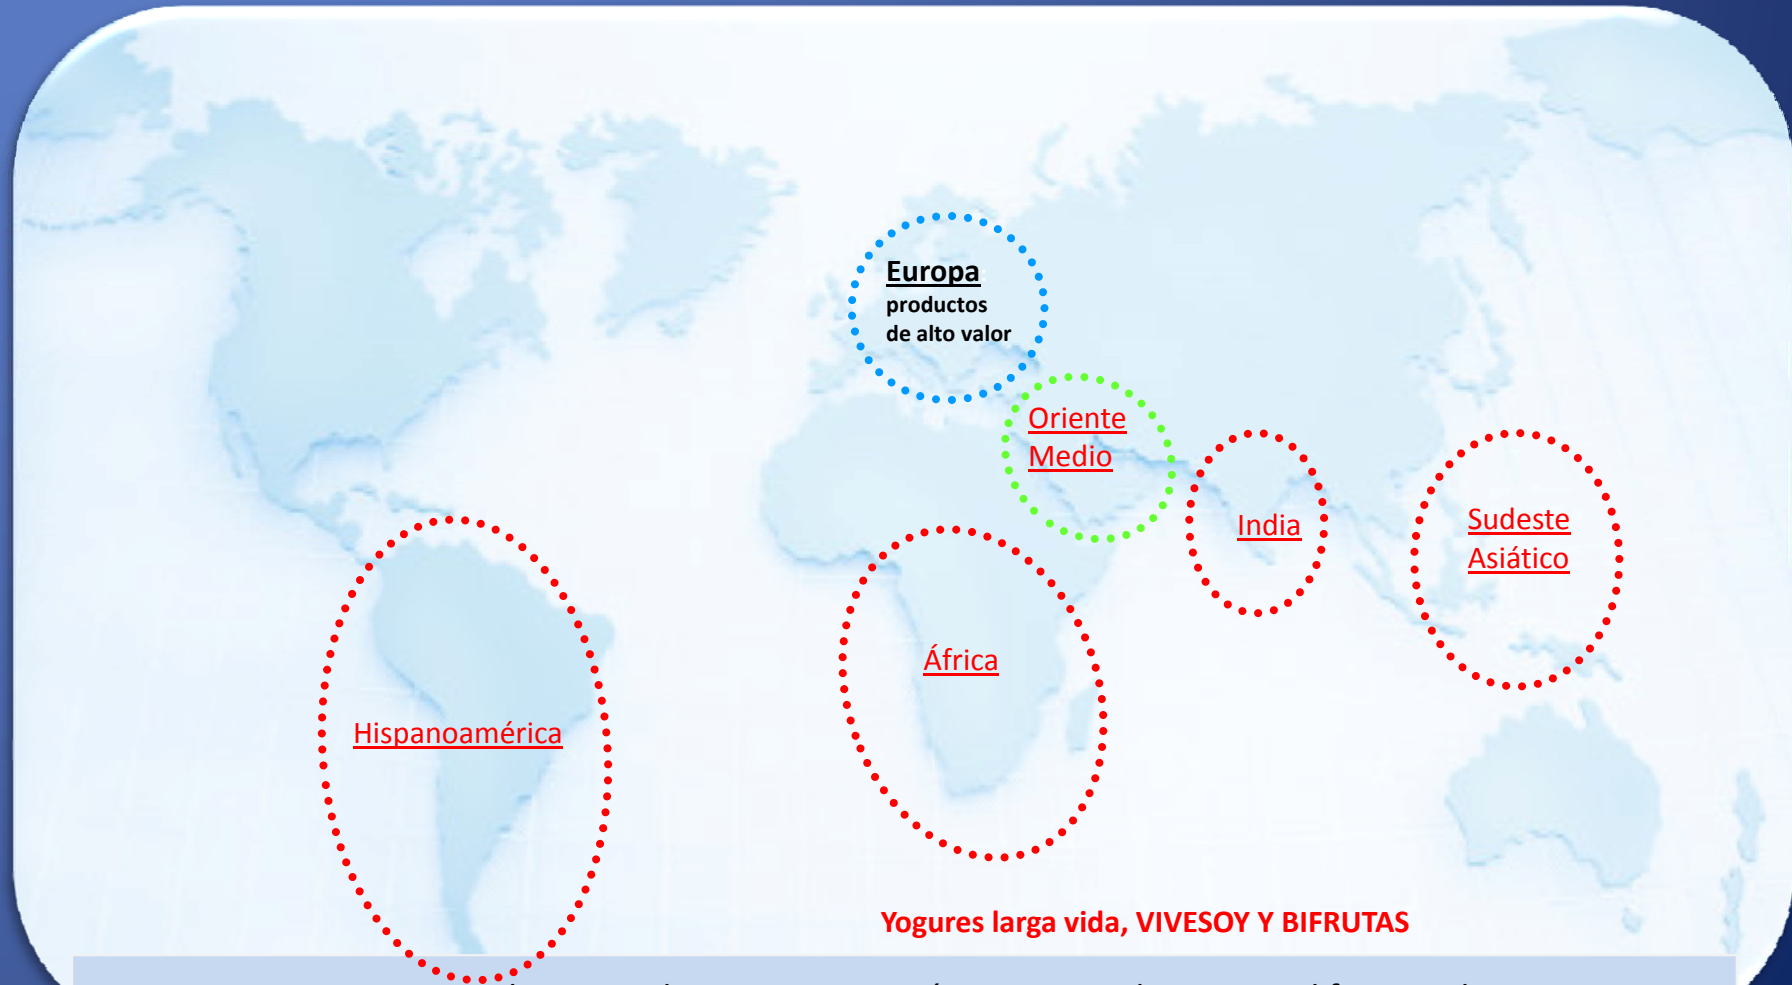 Europa
productos
de alto valor
Oriente
Medio
India
Sudeste
Asiático
África
Hispanoamérica
Yogures larga vida, VIVESOY Y BIFRUTAS